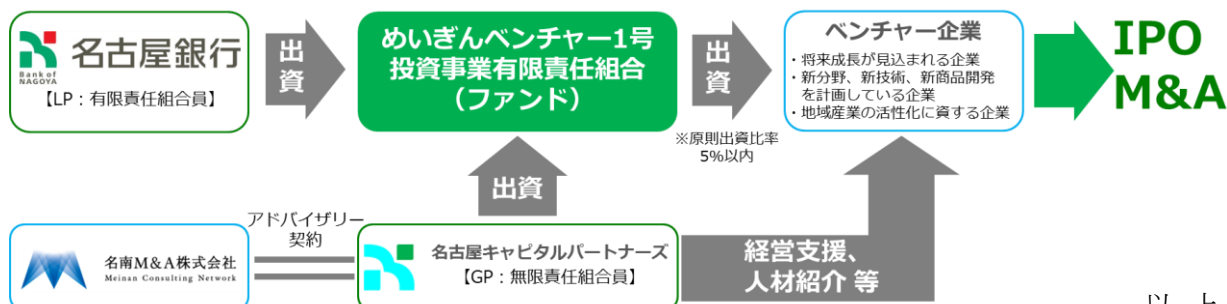 名古屋銀行
Bank of
NAGOYA
【LP：有限責任組合員】
出
資
めいぎんベンチャー1号
投資事業有限責任組合
（ファンド）
出
資
※原則出資比率
5%以内
ベンチャー企業
・将来成長が見込まれる企業
・新分野、新技術、新商品開発
を計画している企業
・地域産業の活性化に資する企業
IPO
M&A
出資
名南M&A株式会社
Meinan Consulting Network
アドバイザリー
契約
名古屋キャピタルパートナーズ
【GP：無限責任組合員】
経営支援、
人材紹介 等
以 上